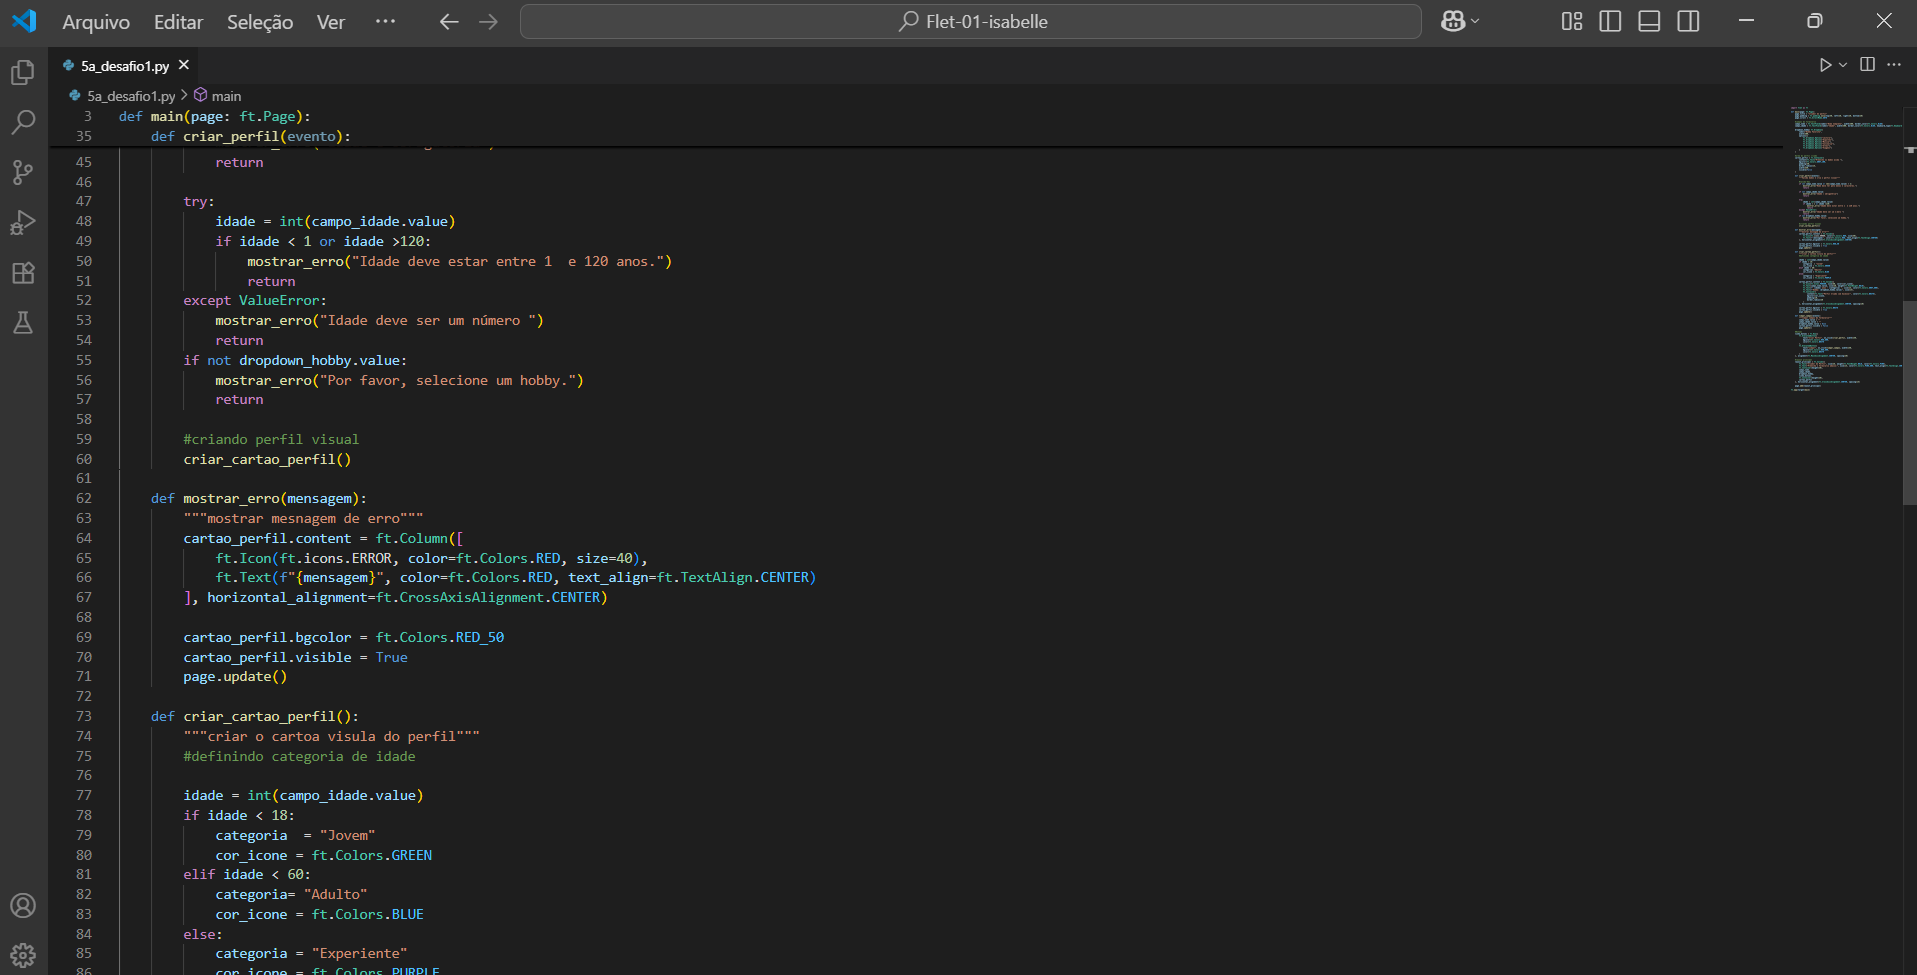 Arquivo Editar Seleção Ver ··· Flet-01-isabelle
5a_desafio1.py
5a_desafio1.py > main
3 def main(page: ft.Page):
35 def criar_perfil(evento):
45 return
46
47 try:
48 idade = int(campo_idade.value)
49 if idade < 1 or idade >120:
50 mostrar_erro("Idade deve estar entre 1  e 120 anos.")
51 return
52 except ValueError:
53 mostrar_erro("Idade deve ser um número ")
54 return
55 if not dropdown_hobby.value:
56 mostrar_erro("Por favor, selecione um hobby.")
57 return
58
59 #criando perfil visual
60 criar_cartao_perfil()
61
62 def mostrar_erro(mensagem):
63 """mostrar mesnagem de erro"""
64 cartao_perfil.content = ft.Column([
65 ft.Icon(ft.icons.ERROR, color=ft.Colors.RED, size=40),
66 ft.Text(f"{mensagem}", color=ft.Colors.RED, text_align=ft.TextAlign.CENTER)
67 ], horizontal_alignment=ft.CrossAxisAlignment.CENTER)
68
69 cartao_perfil.bgcolor = ft.Colors.RED_50
70 cartao_perfil.visible = True
71 page.update()
72
73 def criar_cartao_perfil():
74 """criar o cartoa visula do perfil"""
75 #definindo categoria de idade
76
77 idade = int(campo_idade.value)
78 if idade < 18:
79 categoria  = "Jovem"
80 cor_icone = ft.Colors.GREEN
81 elif idade < 60:
82 categoria= "Adulto"
83 cor_icone = ft.Colors.BLUE
84 else:
85 categoria = "Experiente"
86 cor_icone = ft.Colors.PURPLE